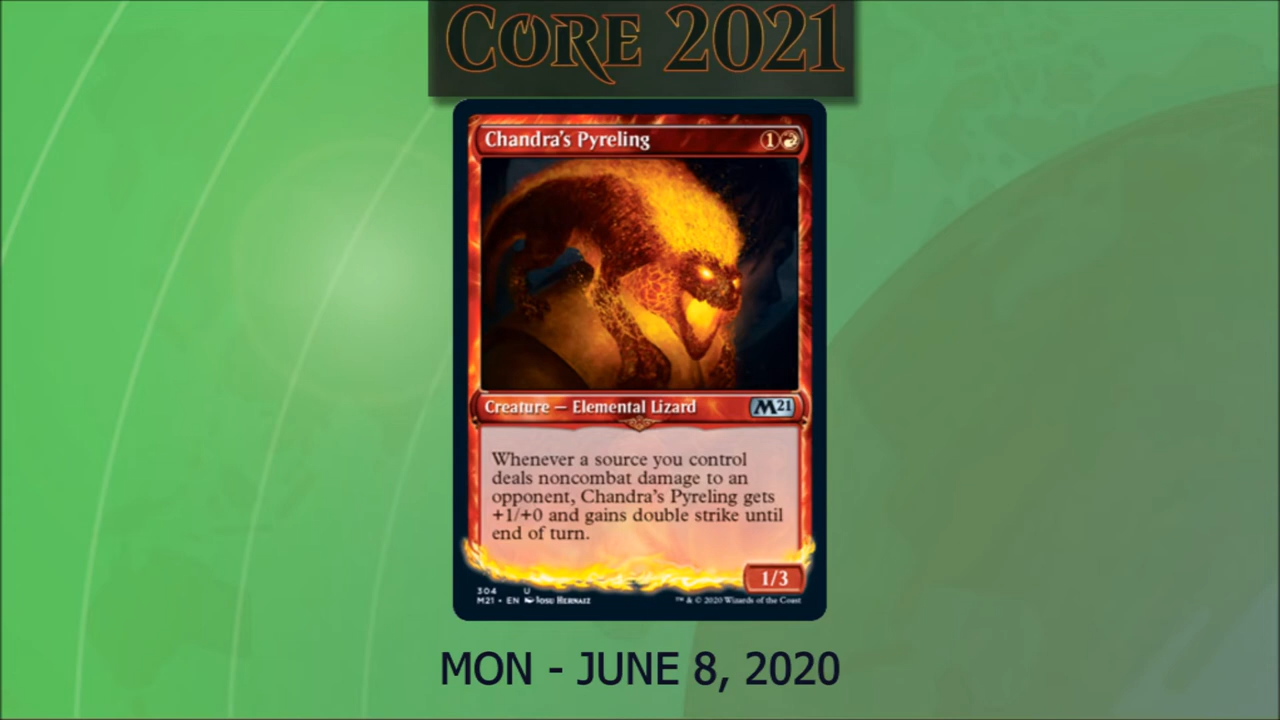 CORE 2021
Chandra's Pyreling 1
Creature — Elemental Lizard M21
Whenever a source you control
deals noncombat damage to an
opponent, Chandra's Pyreling gets
+1/+0 and gains double strike until
end of turn.
1/3
304 U
M21 • EN Josu Hernaiz ™ & © 2020 Wizards of the Coast
MON - JUNE 8, 2020